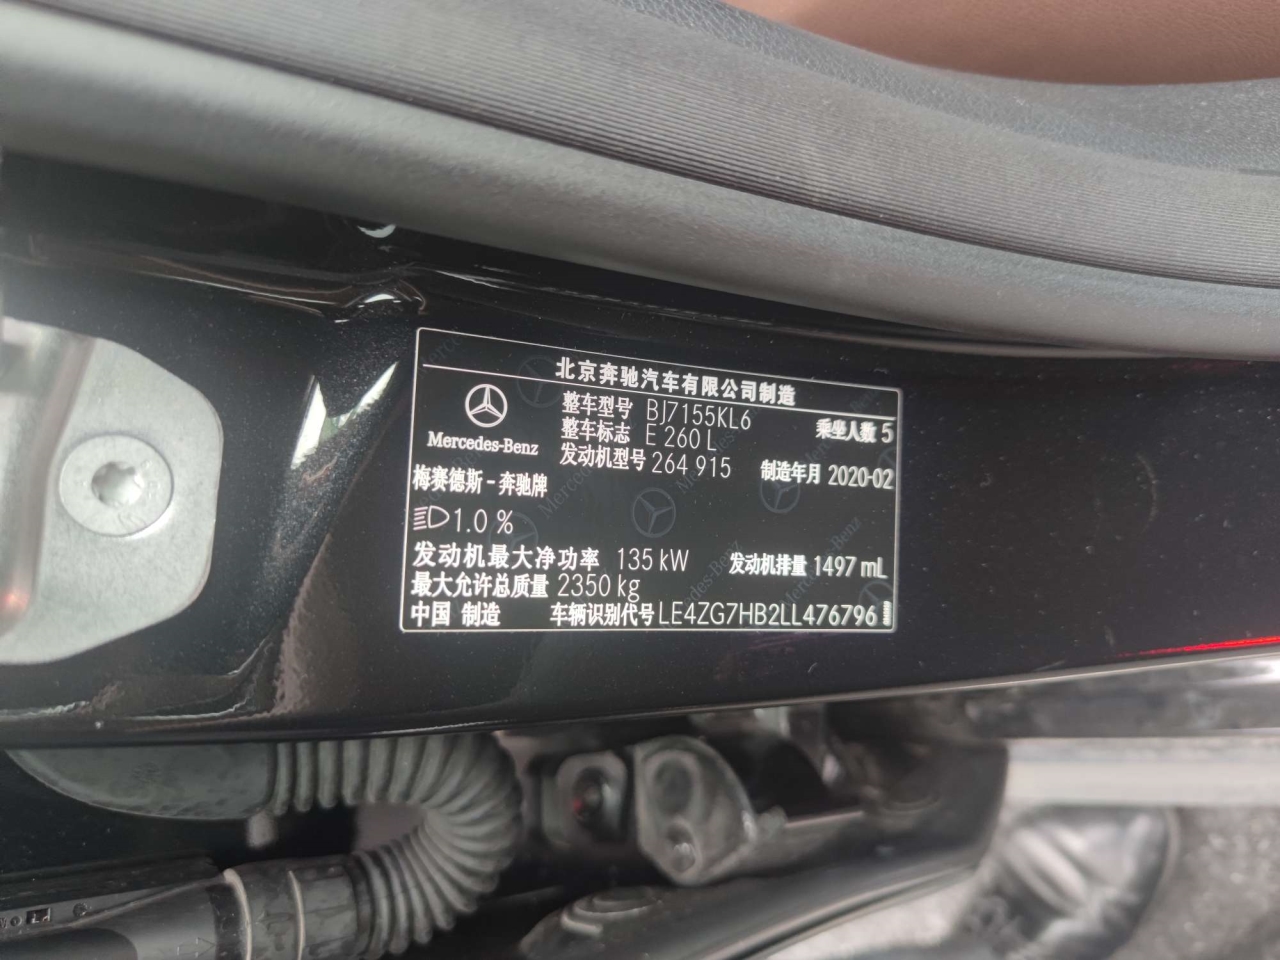 北京奔驰汽车有限公司制造
Mercedes-Benz
整车型号 BJ7155KL6
整车标志 E 260 L
乘坐人数 5
发动机型号 264 915
制造年月 2020-02
梅赛德斯-奔驰牌
1.0 %
发动机最大净功率 135 kW
发动机排量 1497 mL
最大允许总质量 2350 kg
中国 制造
车辆识别代号 LE4ZG7HB2LL476796